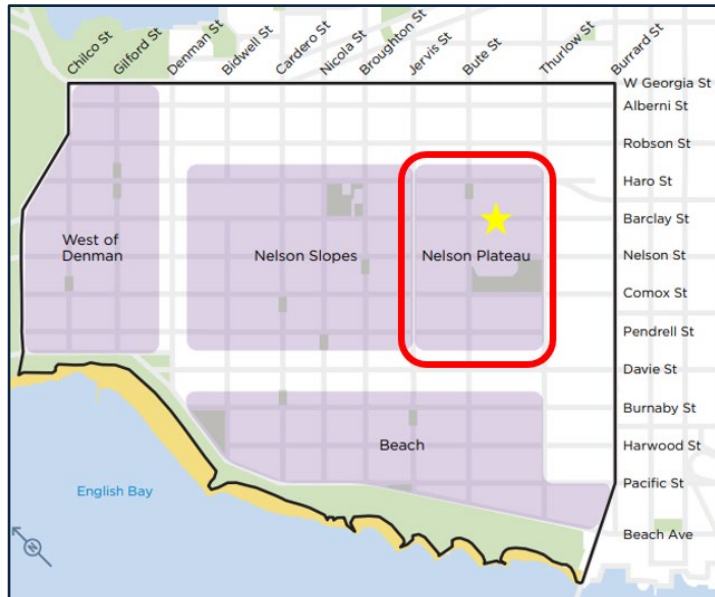 Chilco St
Gilford St
Denman St
Bidwell St
Cardero St
Nicola St
Broughton St
Jervis St
Bute St
Thurlow St
Burrard St
W Georgia St
Alberni St
Robson St
Haro St
Barclay St
West of
Denman
Nelson Slopes
Nelson Plateau
Nelson St
Comox St
Pendrell St
Davie St
Burnaby St
Beach
Harwood St
English Bay
Pacific St
Beach Ave
N